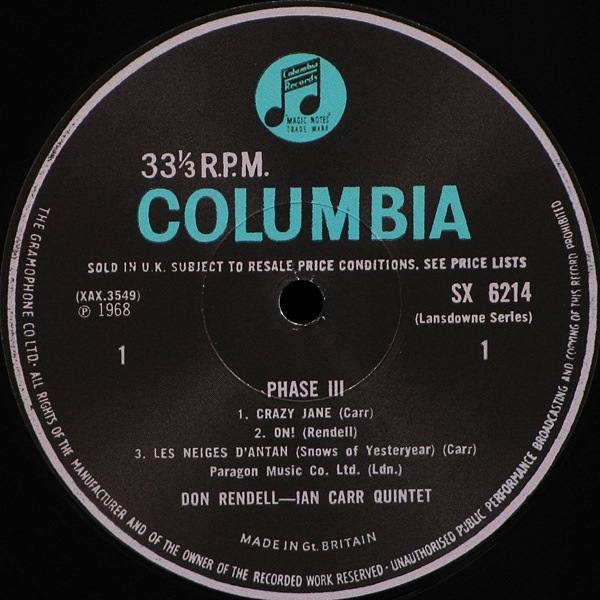 Columbia
Records
MAGIC NOTES
TRADE MARK
33⅓ R.P.M.
COLUMBIA
SOLD IN U.K. SUBJECT TO RESALE PRICE CONDITIONS, SEE PRICE LISTS
(XAX.3549)
℗ 1968
SX 6214
(Lansdowne Series)
1
1
PHASE III
1. CRAZY JANE (Carr)
2. ON! (Rendell)
3. LES NEIGES D'ANTAN (Snows of Yesteryear) (Carr)
Paragon Music Co. Ltd. (Ldn.)
DON RENDELL—IAN CARR QUINTET
MADE IN Gt. BRITAIN
THE GRAMOPHONE CO LTD· ALL RIGHTS OF THE MANUFACTURER AND OF THE OWNER OF THE RECORDED WORK RESERVED · UNAUTHORISED PUBLIC PERFORMANCE BROADCASTING AND COPYING OF THIS RECORD PROHIBITED